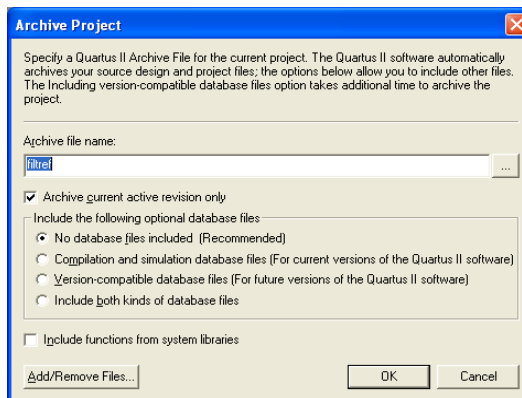 Archive Project
Specify a Quartus II Archive File for the current project. The Quartus II software automatically
archives your source design and project files; the options below allow you to include other files.
The Including version-compatible database files option takes additional time to archive the
project.
Archive file name:
filtref
...
Archive current active revision only
Include the following optional database files
No database files included (Recommended)
Compilation and simulation database files (For current versions of the Quartus II software)
Version-compatible database files (For future versions of the Quartus II software)
Include both kinds of database files
Include functions from system libraries
Add/Remove Files...
OK
Cancel